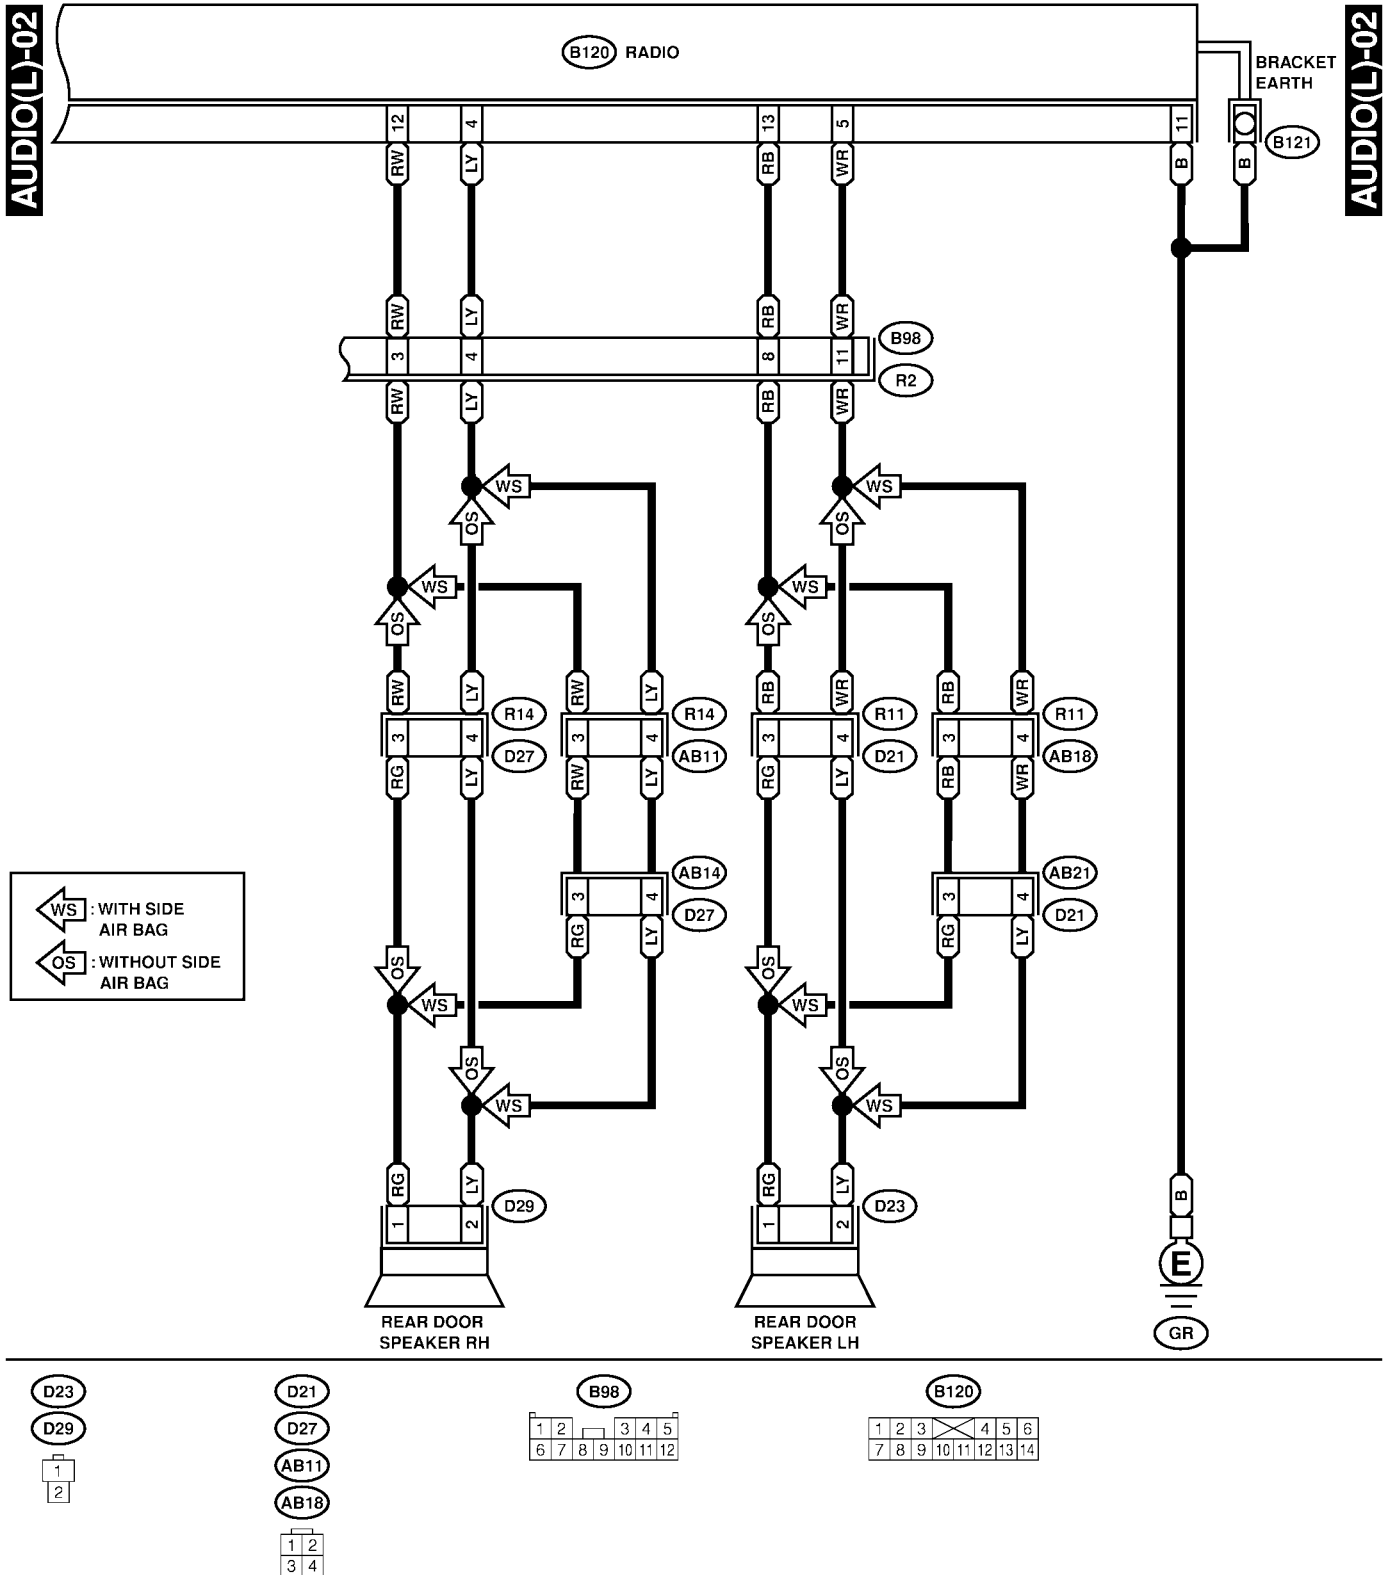 AUDIO(L)-02
AUDIO(L)-02
B120 RADIO
BRACKET
EARTH
12 4 13 5 11
B121
RW LY RB WR B B
RW LY RB WR
B98
3 4 8 11
R2
RW LY RB WR
WS WS
OS OS
WS WS
OS OS
RW LY RW LY RB WR RB WR
R14 R14 R11 R11
3 4 3 4 3 4 3 4
D27 AB11 D21 AB18
RG LY RW LY RG LY RB WR
AB14 AB21
3 4 3 4
D27 D21
RG LY RG LY
WS : WITH SIDE
AIR BAG
OS : WITHOUT SIDE
AIR BAG
OS OS
WS WS
OS OS
WS WS
RG LY RG LY B
D29 D23
1 2 1 2
E
REAR DOOR
SPEAKER RH
REAR DOOR
SPEAKER LH
GR
D23
D29
1
2
D21
D27
AB11
AB18
1 2
3 4
B98
1 2 3 4 5
6 7 8 9 10 11 12
B120
1 2 3 4 5 6
7 8 9 10 11 12 13 14